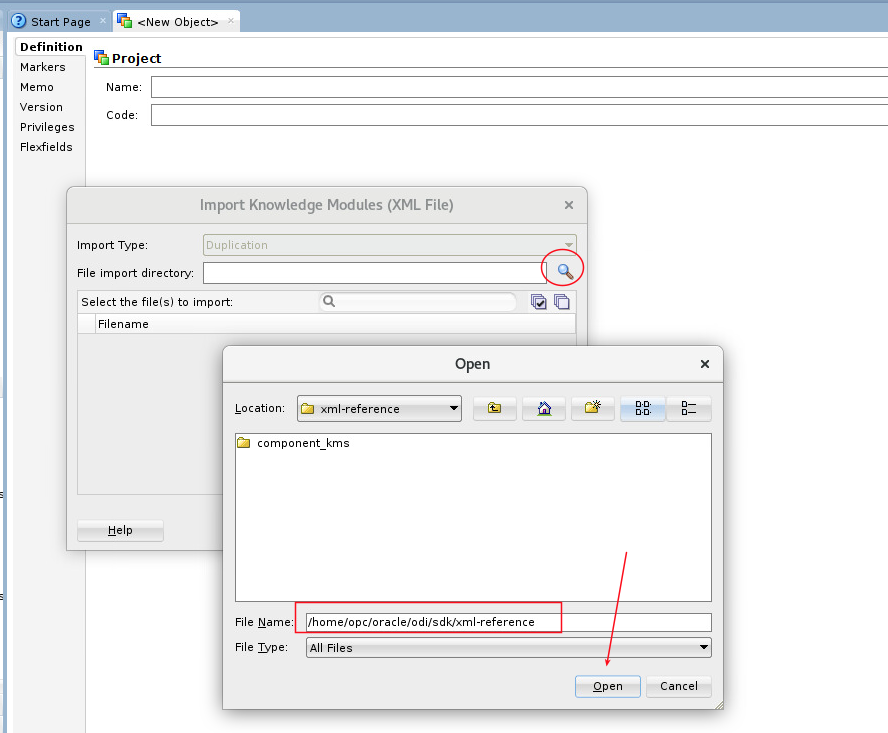 Start Page
<New Object>
Definition
Markers
Memo
Version
Privileges
Flexfields
Project
Name:
Code:
Import Knowledge Modules (XML File)
Import Type: Duplication
File import directory:
Select the file(s) to import:
Filename
Help
Open
Location: xml-reference
component_kms
File Name: /home/opc/oracle/odi/sdk/xml-reference
File Type: All Files
Open Cancel